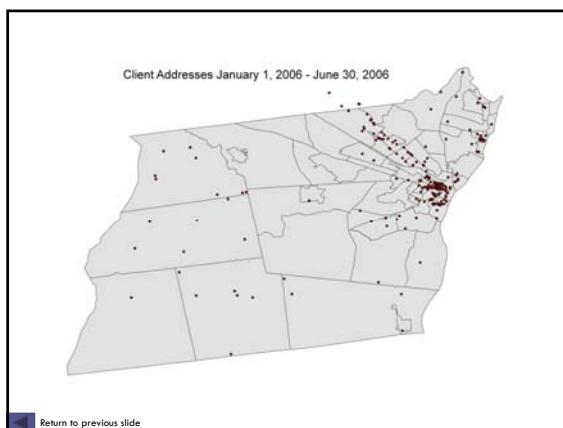 Client Addresses January 1, 2006 - June 30, 2006
Return to previous slide